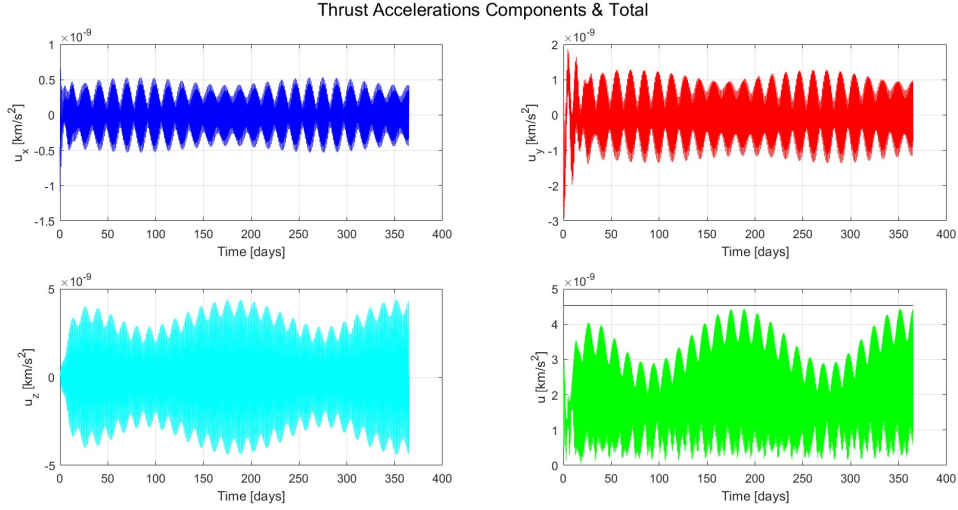 Thrust Accelerations Components & Total
×10⁻⁹
1
0.5
0
-0.5
-1
-1.5
u_x [km/s²]
0 50 100 150 200 250 300 350 400
Time [days]
×10⁻⁹
2
1
0
-1
-2
-3
u_y [km/s²]
0 50 100 150 200 250 300 350 400
Time [days]
×10⁻⁹
5
0
-5
u_z [km/s²]
0 50 100 150 200 250 300 350 400
Time [days]
×10⁻⁹
5
4
3
2
1
0
u [km/s²]
0 50 100 150 200 250 300 350 400
Time [days]